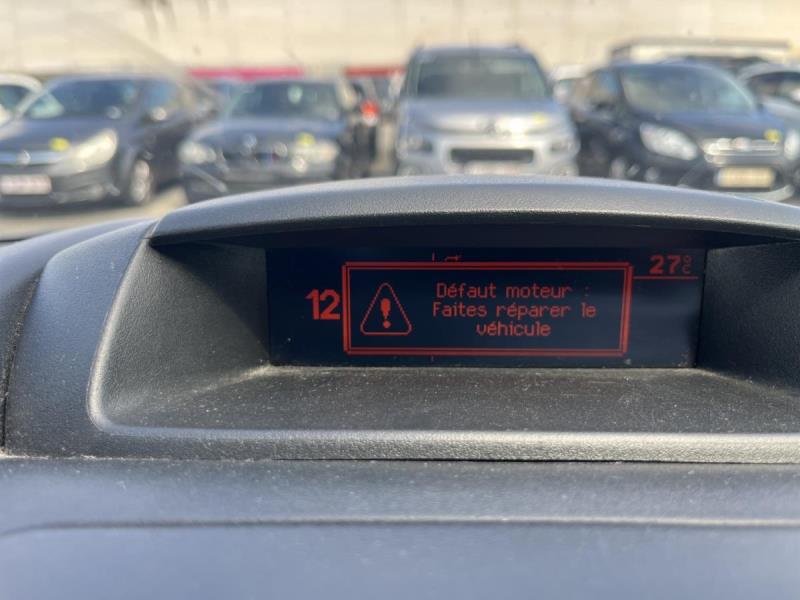 27°C
12
Défaut moteur :
Faites réparer le
véhicule